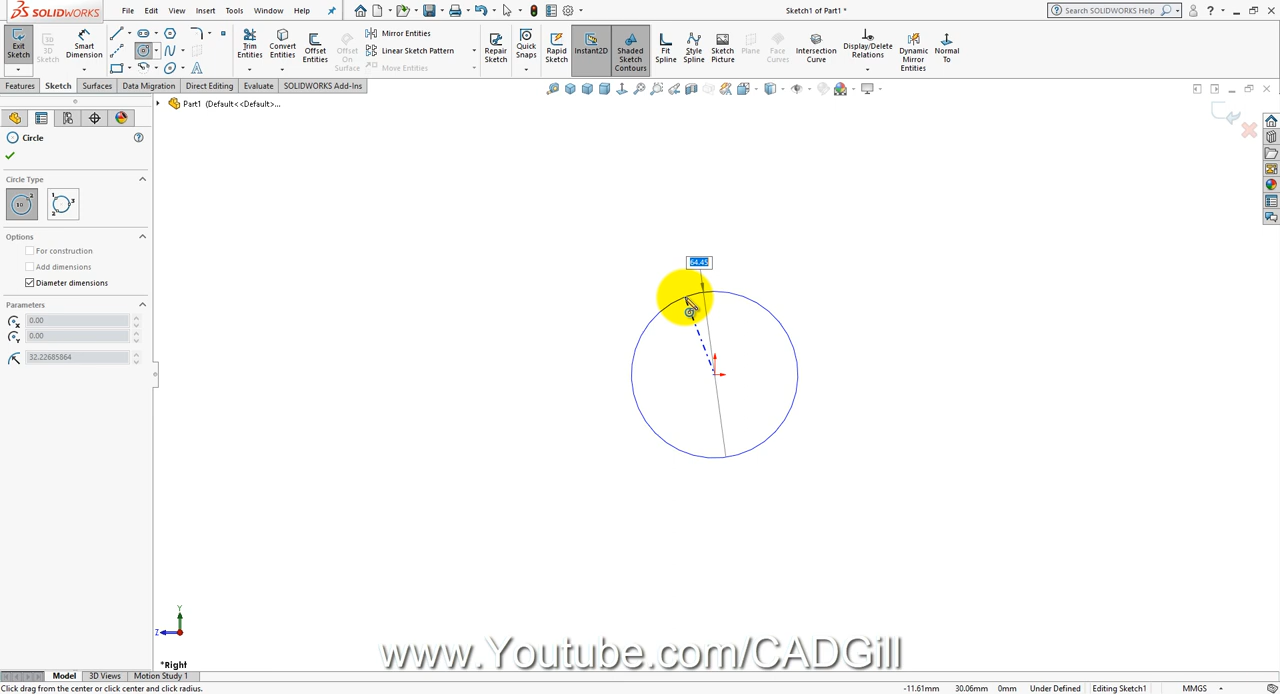 SOLIDWORKS File Edit View Insert Tools Window Help Sketch1 of Part1 * Search SOLIDWORKS Help
Exit Sketch 3D Sketch Smart Dimension Trim Entities Convert Entities Offset Entities Offset On Surface Mirror Entities Linear Sketch Pattern Move Entities Repair Sketch Quick Snaps Rapid Sketch Instant2D Shaded Sketch Contours Fit Spline Style Spline Sketch Picture Plane Face Curves Intersection Curve Display/Delete Relations Dynamic Mirror Entities Normal To
Features Sketch Surfaces Data Migration Direct Editing Evaluate SOLIDWORKS Add-Ins
Part1 (Default<<Default>...
Circle
Circle Type
Options
For construction
Add dimensions
Diameter dimensions
Parameters
0.00
0.00
32.22685864
64.45
Y
Z
*Right
www.Youtube.com/CADGill
Model 3D Views Motion Study 1
Click drag from the center or click center and click radius. -11.61mm 30.06mm 0mm Under Defined Editing Sketch1 MMGS